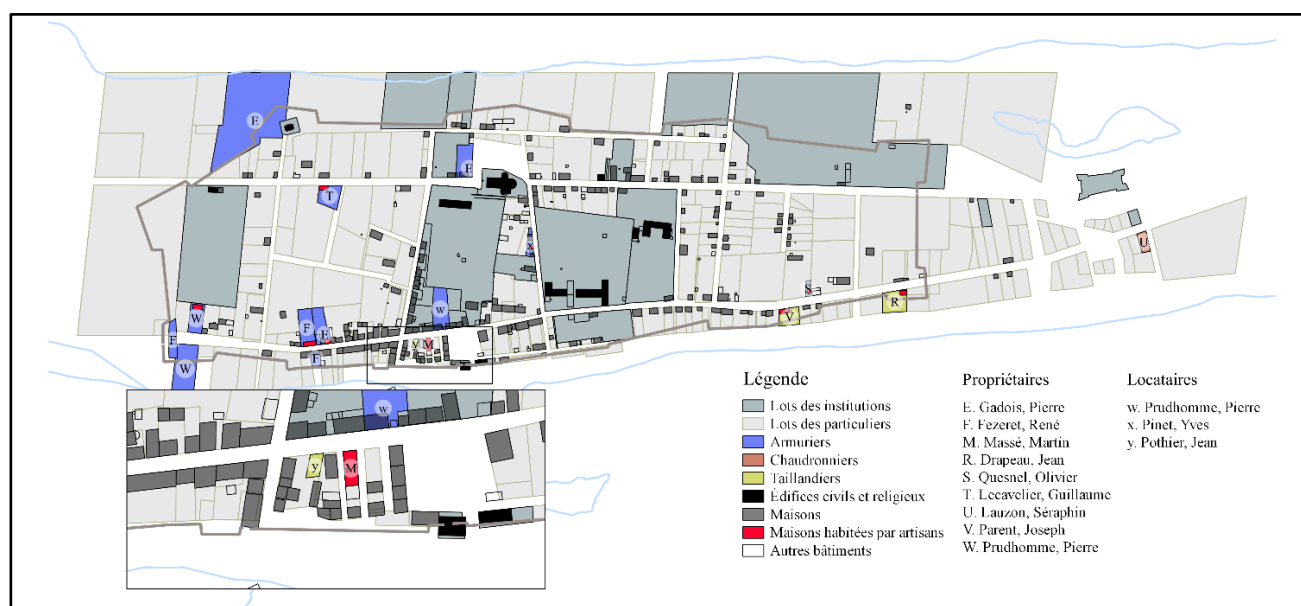 E
E
T
x
S
U
R
V
W
w
F
F
E
F
y
M
W
w
y
M
Légende
Lots des institutions
Lots des particuliers
Armuriers
Chaudronniers
Taillandiers
Édifices civils et religieux
Maisons
Maisons habitées par artisans
Autres bâtiments
Propriétaires
E. Gadois, Pierre
F. Fezeret, René
M. Massé, Martin
R. Drapeau, Jean
S. Quesnel, Olivier
T. Lecavelier, Guillaume
U. Lauzon, Séraphin
V. Parent, Joseph
W. Prudhomme, Pierre
Locataires
w. Prudhomme, Pierre
x. Pinet, Yves
y. Pothier, Jean